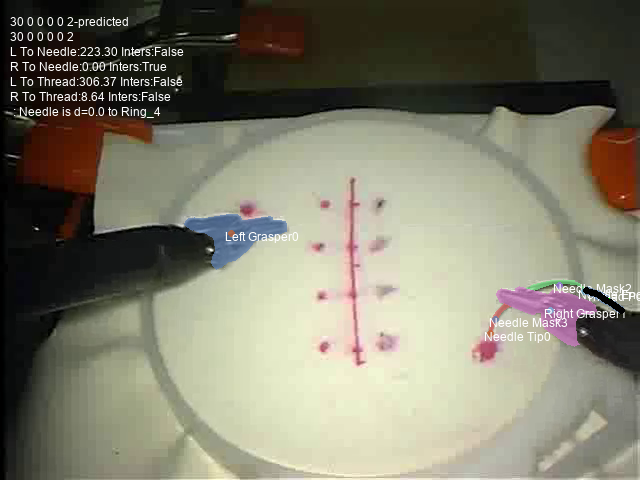 30 0 0 0 0 2-predicted
30 0 0 0 0 2
L To Needle:223.30 Inters:False
R To Needle:0.00 Inters:True
L To Thread:306.37 Inters:False
R To Thread:8.64 Inters:False
: Needle is d=0.0 to Ring_4
Left Grasper0
Needle Mask2
Right Grasper
Needle Mask3
Needle Tip0